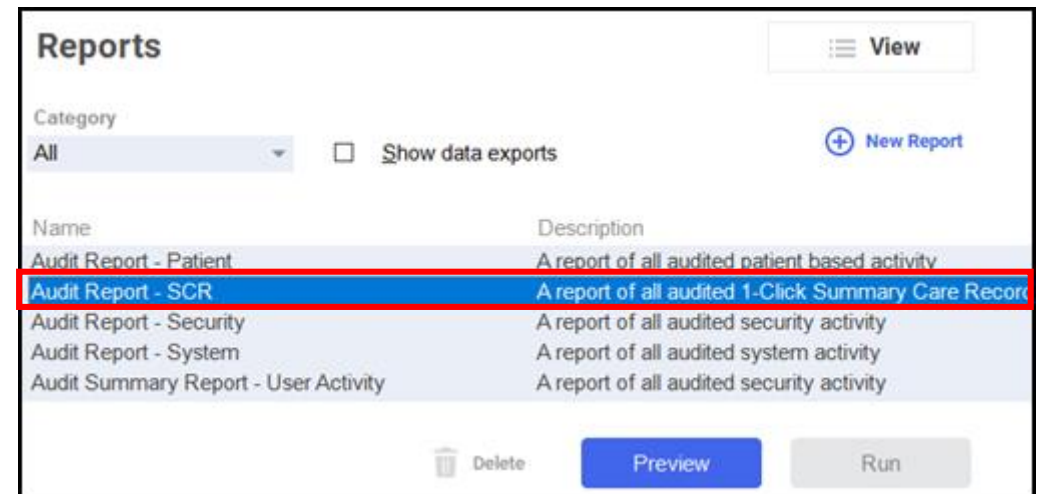 Reports
View
Category
All
Show data exports
New Report
Name Description
Audit Report - Patient A report of all audited patient based activity
Audit Report - SCR A report of all audited 1-Click Summary Care Record
Audit Report - Security A report of all audited security activity
Audit Report - System A report of all audited system activity
Audit Summary Report - User Activity A report of all audited security activity
Delete Preview Run